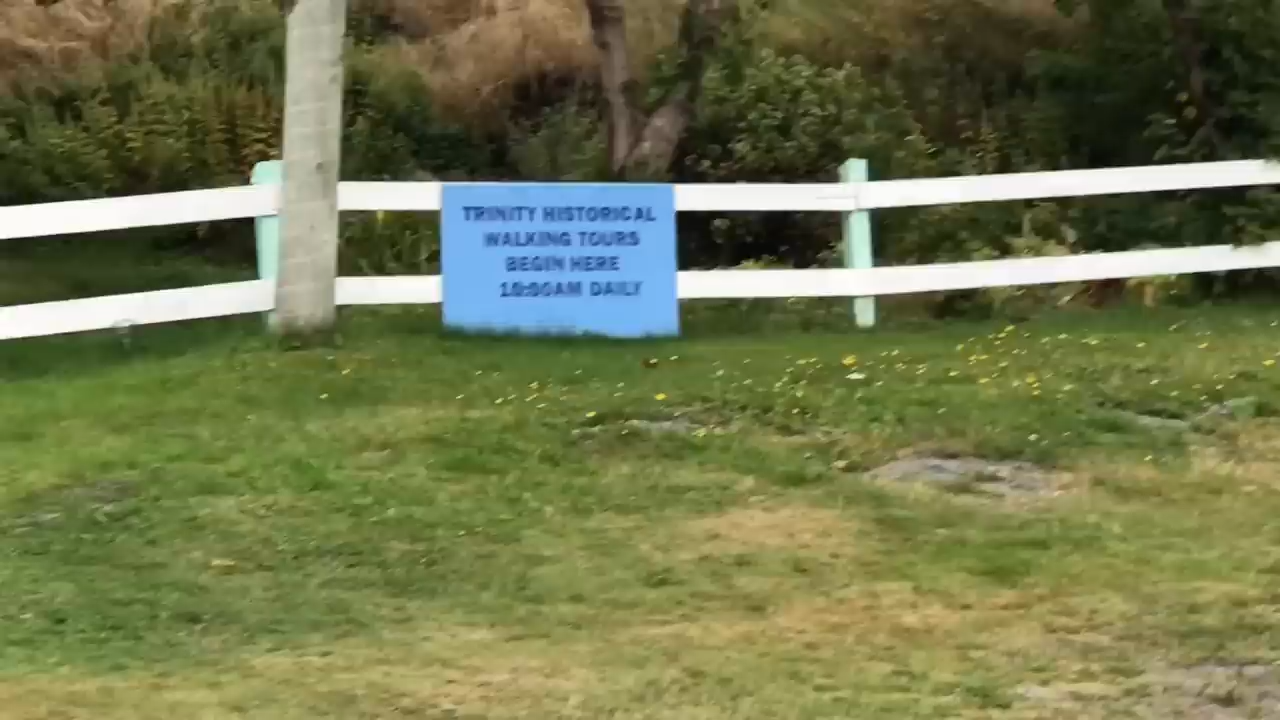 TRINITY HISTORICAL
WALKING TOURS
BEGIN HERE
10:00AM DAILY